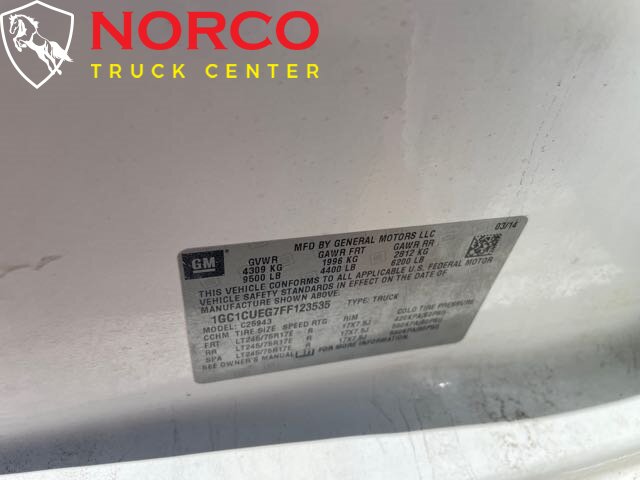 NORCO
TRUCK CENTER
GM
MFD BY GENERAL MOTORS LLC
03/14
GVWR GAWR FRT GAWR RR
4309 KG 1996 KG 2812 KG
9500 LB 4400 LB 6200 LB
THIS VEHICLE CONFORMS TO ALL APPLICABLE U.S. FEDERAL MOTOR
VEHICLE SAFETY STANDARDS IN EFFECT ON THE DATE OF
MANUFACTURE SHOWN ABOVE.
1GC1CUEG7FF123535 TYPE: TRUCK
MODEL: C25943
CCHM TIRE SIZE SPEED RTG RIM COLD TIRE PRESSURE
FRT LT245/75R17E R 17X7.5J
RR LT245/75R17E R 17X7.5J
SPA LT245/75R17E R 17X7.5J
SEE OWNER'S MANUAL FOR MORE INFORMATION.